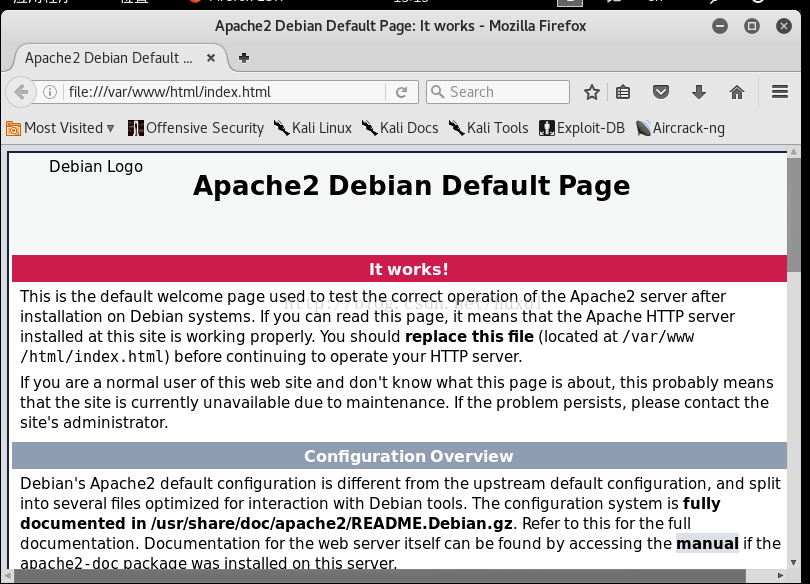 Apache2 Debian Default Page: It works - Mozilla Firefox
Apache2 Debian Default ...
file:///var/www/html/index.html
Search
Most Visited
Offensive Security
Kali Linux
Kali Docs
Kali Tools
Exploit-DB
Aircrack-ng
Debian Logo
Apache2 Debian Default Page
It works!
This is the default welcome page used to test the correct operation of the Apache2 server after
installation on Debian systems. If you can read this page, it means that the Apache HTTP server
installed at this site is working properly. You should replace this file (located at /var/www
/html/index.html) before continuing to operate your HTTP server.
If you are a normal user of this web site and don't know what this page is about, this probably means
that the site is currently unavailable due to maintenance. If the problem persists, please contact the
site's administrator.
Configuration Overview
Debian's Apache2 default configuration is different from the upstream default configuration, and split
into several files optimized for interaction with Debian tools. The configuration system is fully
documented in /usr/share/doc/apache2/README.Debian.gz. Refer to this for the full
documentation. Documentation for the web server itself can be found by accessing the manual if the
apache2-doc package was installed on this server.